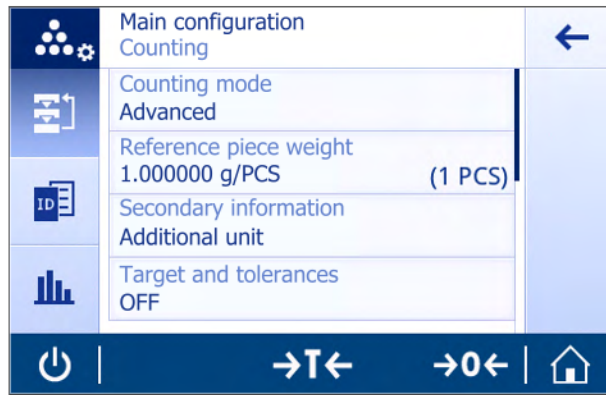 Main configuration
Counting
Counting mode
Advanced
Reference piece weight
1.000000 g/PCS (1 PCS)
ID
Secondary information
Additional unit
Target and tolerances
OFF
→T← →0←